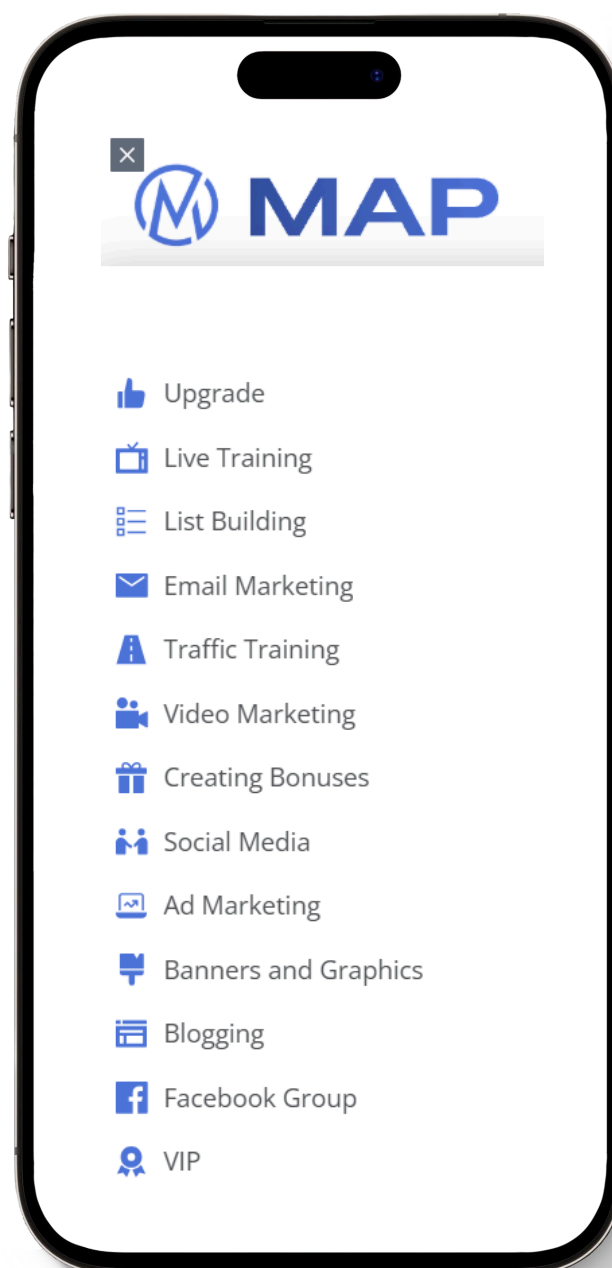 MAP
Upgrade
Live Training
List Building
Email Marketing
Traffic Training
Video Marketing
Creating Bonuses
Social Media
Ad Marketing
Banners and Graphics
Blogging
Facebook Group
VIP